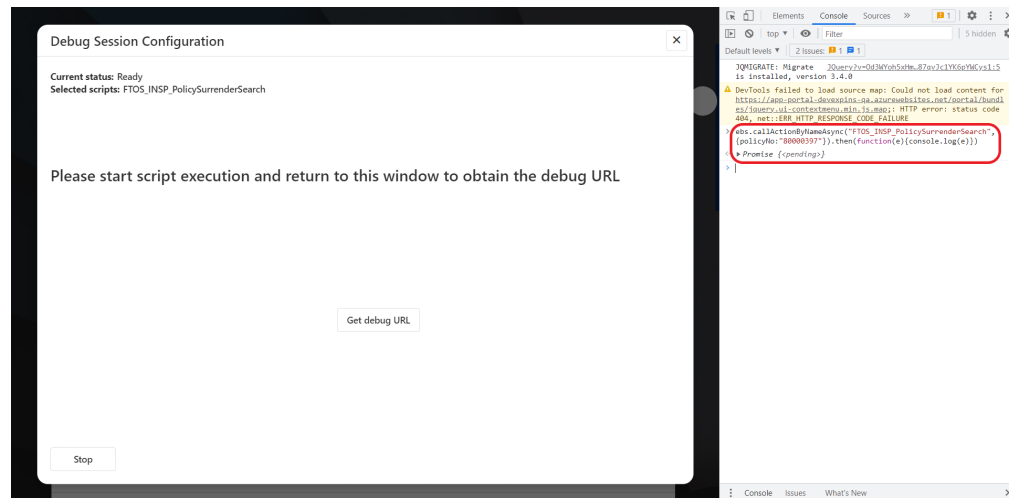 Debug Session Configuration
Current status: Ready
Selected scripts: FTOS_INSP_PolicySurrenderSearch
Please start script execution and return to this window to obtain the debug URL
Get debug URL
Stop
Elements Console Sources » 1
top Filter 5 hidden
Default levels 2 Issues: 1 1
JQMIGRATE: Migrate
is installed, version 3.4.0
DevTools failed to load source map: Could not load content for
https://app-portal-devexpins-qa.azurewebsites.net/portal/bundl
es/jquery.ui-contextmenu.min.js.map;: HTTP error: status code
404, net::ERR_HTTP_RESPONSE_CODE_FAILURE
ebs.callActionByNameAsync("FTOS_INSP_PolicySurrenderSearch",
{policyNo:"80000397"}).then(function(e){console.log(e)})
Promise {<pending>}
Console Issues What's New